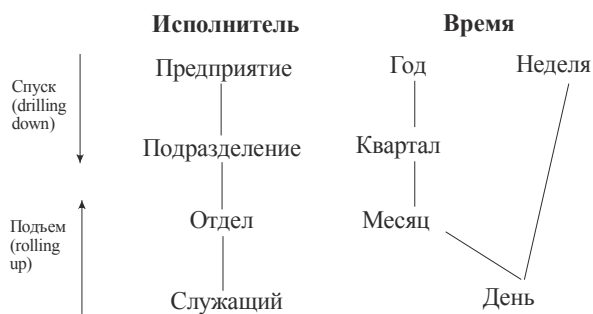 Исполнитель
Время
Спуск
(drilling
down)
Предприятие
Год
Неделя
Подразделение
Квартал
Подъем
(rolling
up)
Отдел
Месяц
Служащий
День